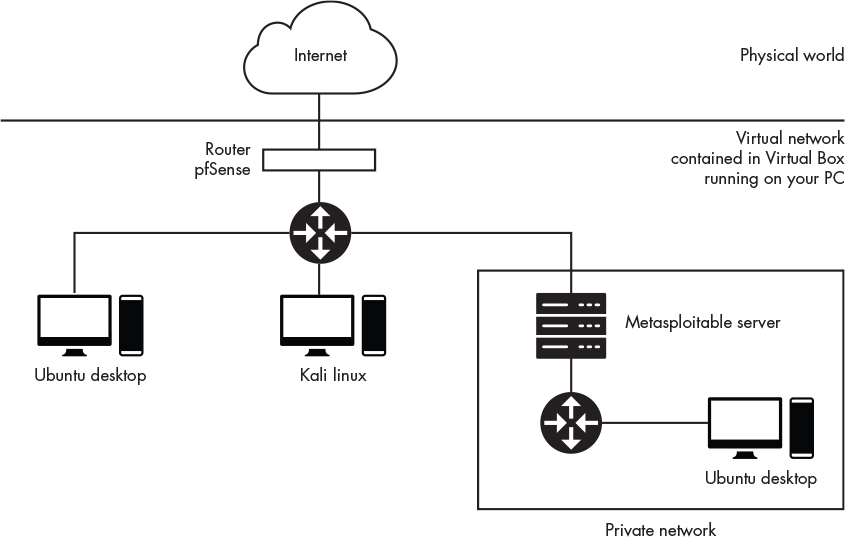 Internet
Physical world
Virtual network
contained in Virtual Box
running on your PC
Router
pfSense
Ubuntu desktop
Kali linux
Metasploitable server
Ubuntu desktop
Private network